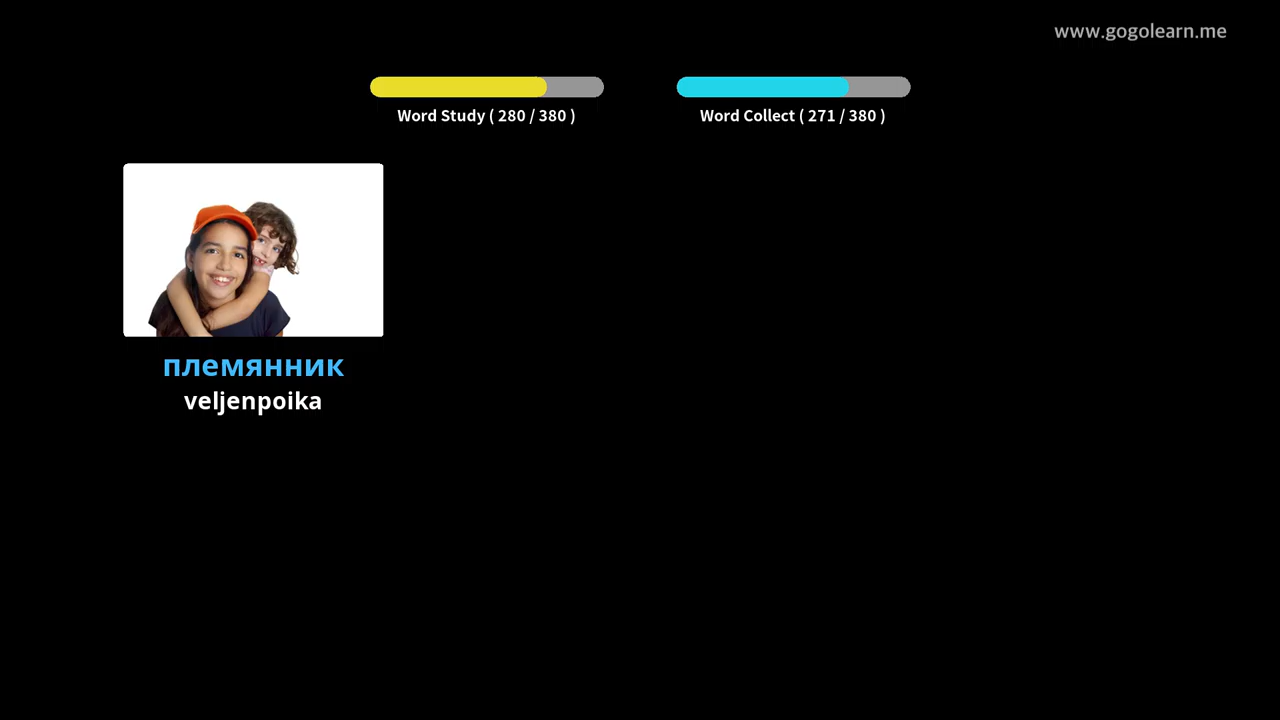 www.gogolearn.me
Word Study ( 280 / 380 )
Word Collect ( 271 / 380 )
племянник
veljenpoika